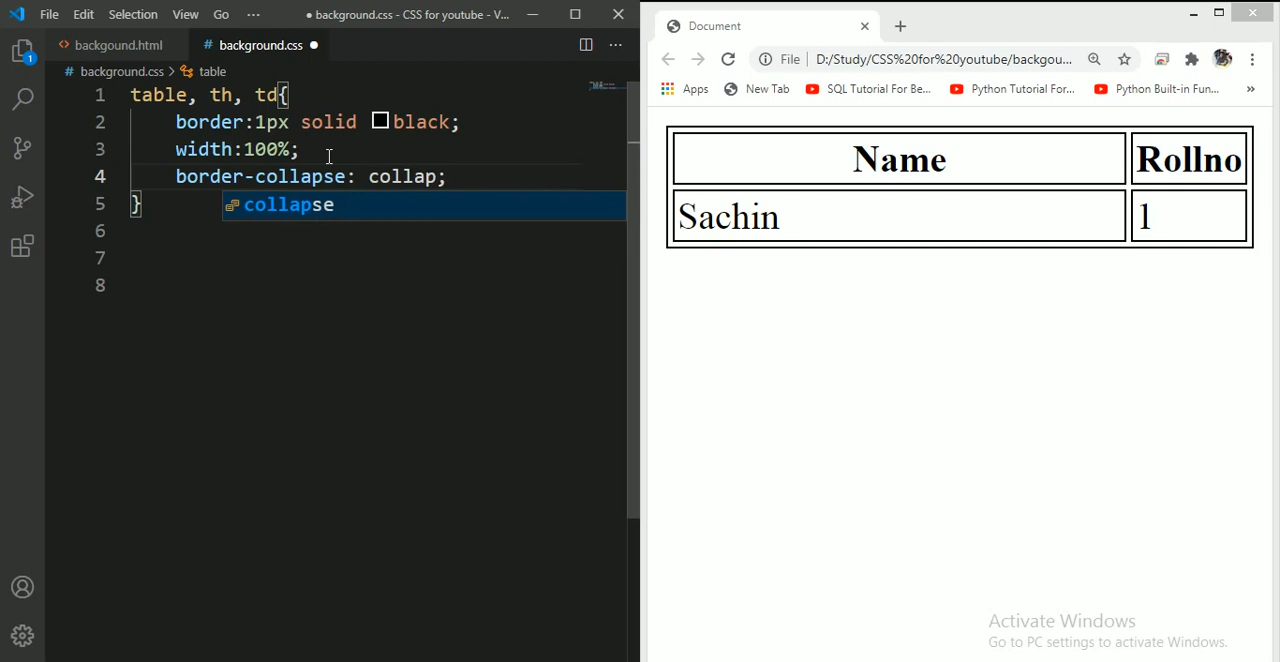 File Edit Selection View Go ··· ● background.css - CSS for youtube - V...
<> backgound.html # background.css ●
# background.css > table
1 table, th, td{
2 border:1px solid black;
3 width:100%;
4 border-collapse: collap;
5 }
collapse
6
7
8
1
Document
File D:/Study/CSS%20for%20youtube/backgou...
Apps New Tab SQL Tutorial For Be... Python Tutorial For... Python Built-in Fun... »
Name Rollno
Sachin 1
Activate Windows
Go to PC settings to activate Windows.